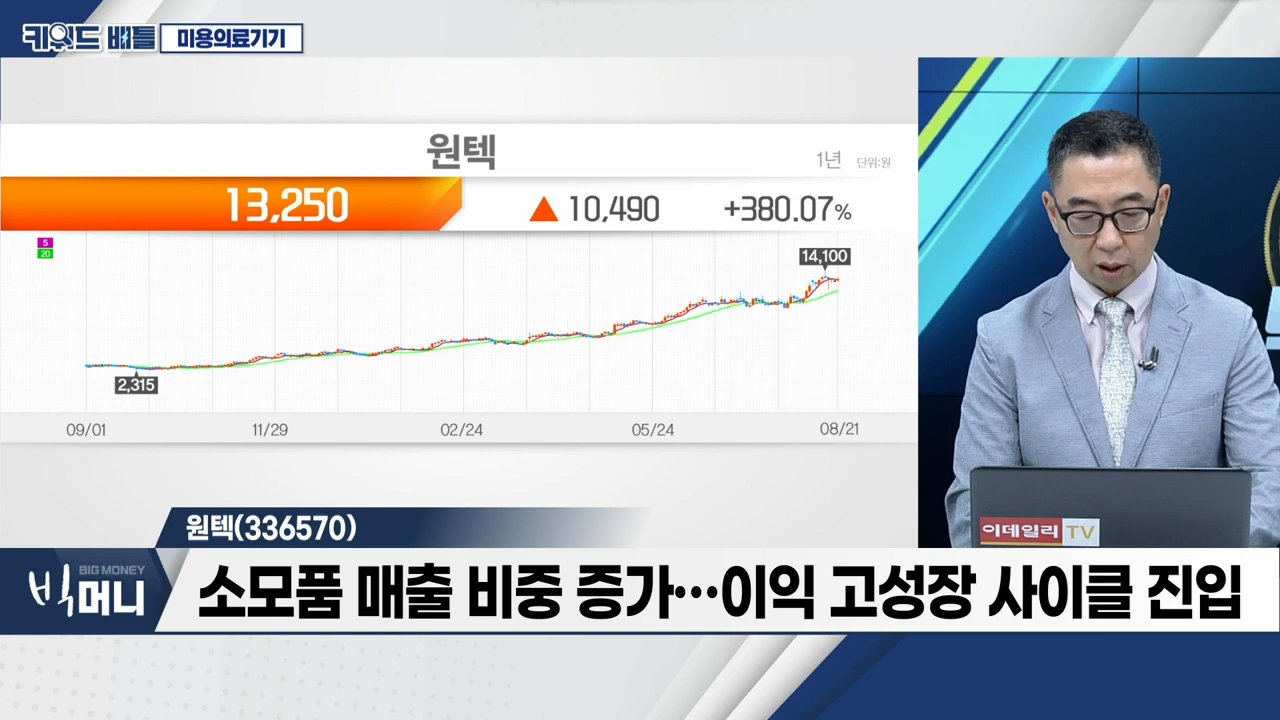 키워드 배틀 미용의료기기
원텍
1년 단위:원
13,250 ▲ 10,490 +380.07%
5
20
14,100
2,315
09/01 11/29 02/24 05/24 08/21
이데일리 TV
원텍(336570)
BIG MONEY
빅머니
소모품 매출 비중 증가…이익 고성장 사이클 진입